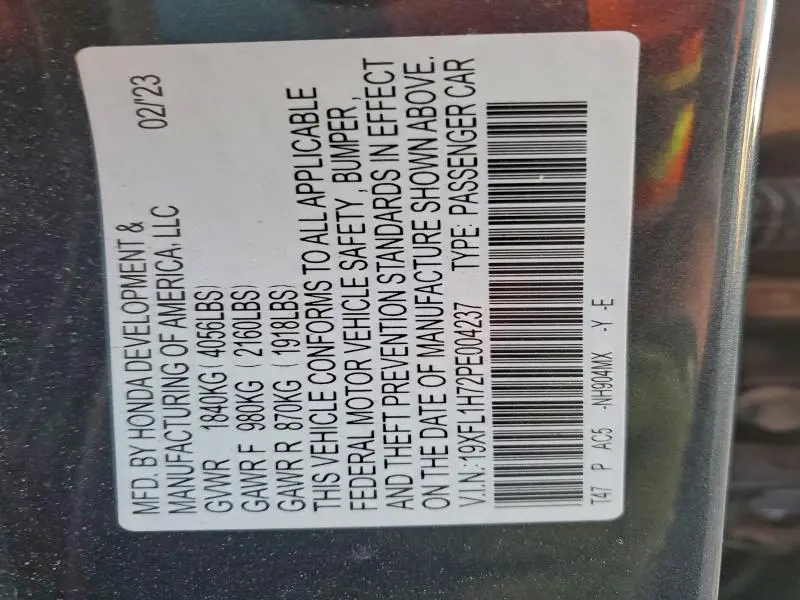 MFD. BY HONDA DEVELOPMENT &
MANUFACTURING OF AMERICA, LLC 02/'23
GVWR 1840KG ( 4056LBS)
GAWR F 980KG ( 2160LBS)
GAWR R 870KG ( 1918LBS)
THIS VEHICLE CONFORMS TO ALL APPLICABLE
FEDERAL MOTOR VEHICLE SAFETY , BUMPER ,
AND THEFT PREVENTION STANDARDS IN EFFECT
ON THE DATE OF MANUFACTURE SHOWN ABOVE.
V.I.N:19XFL1H72PE004237 TYPE: PASSENGER CAR
T47 P AC5 -NH904MX -Y -E